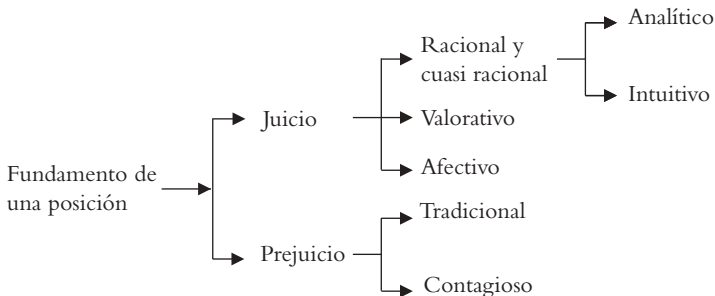 Analítico
Racional y
cuasi racional
Intuitivo
Juicio
Valorativo
Afectivo
Fundamento de
una posición
Tradicional
Prejuicio
Contagioso